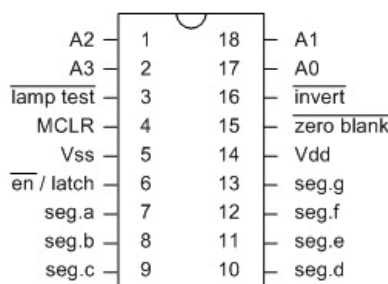 A2 1 18 A1
A3 2 17 A0
lamp test 3 16 invert
MCLR 4 15 zero blank
Vss 5 14 Vdd
en / latch 6 13 seg.g
seg.a 7 12 seg.f
seg.b 8 11 seg.e
seg.c 9 10 seg.d